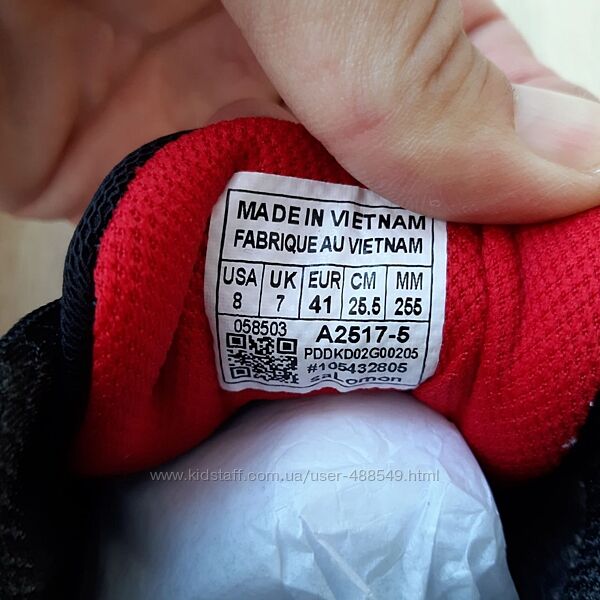 MADE IN VIETNAM
FABRIQUE AU VIETNAM
USA UK EUR CM MM
8 7 41 25.5 255
058503
A2517-5
PDDKD02G00205
#105432805
saLomon
www.kidstaff.com.ua/user-488549.html